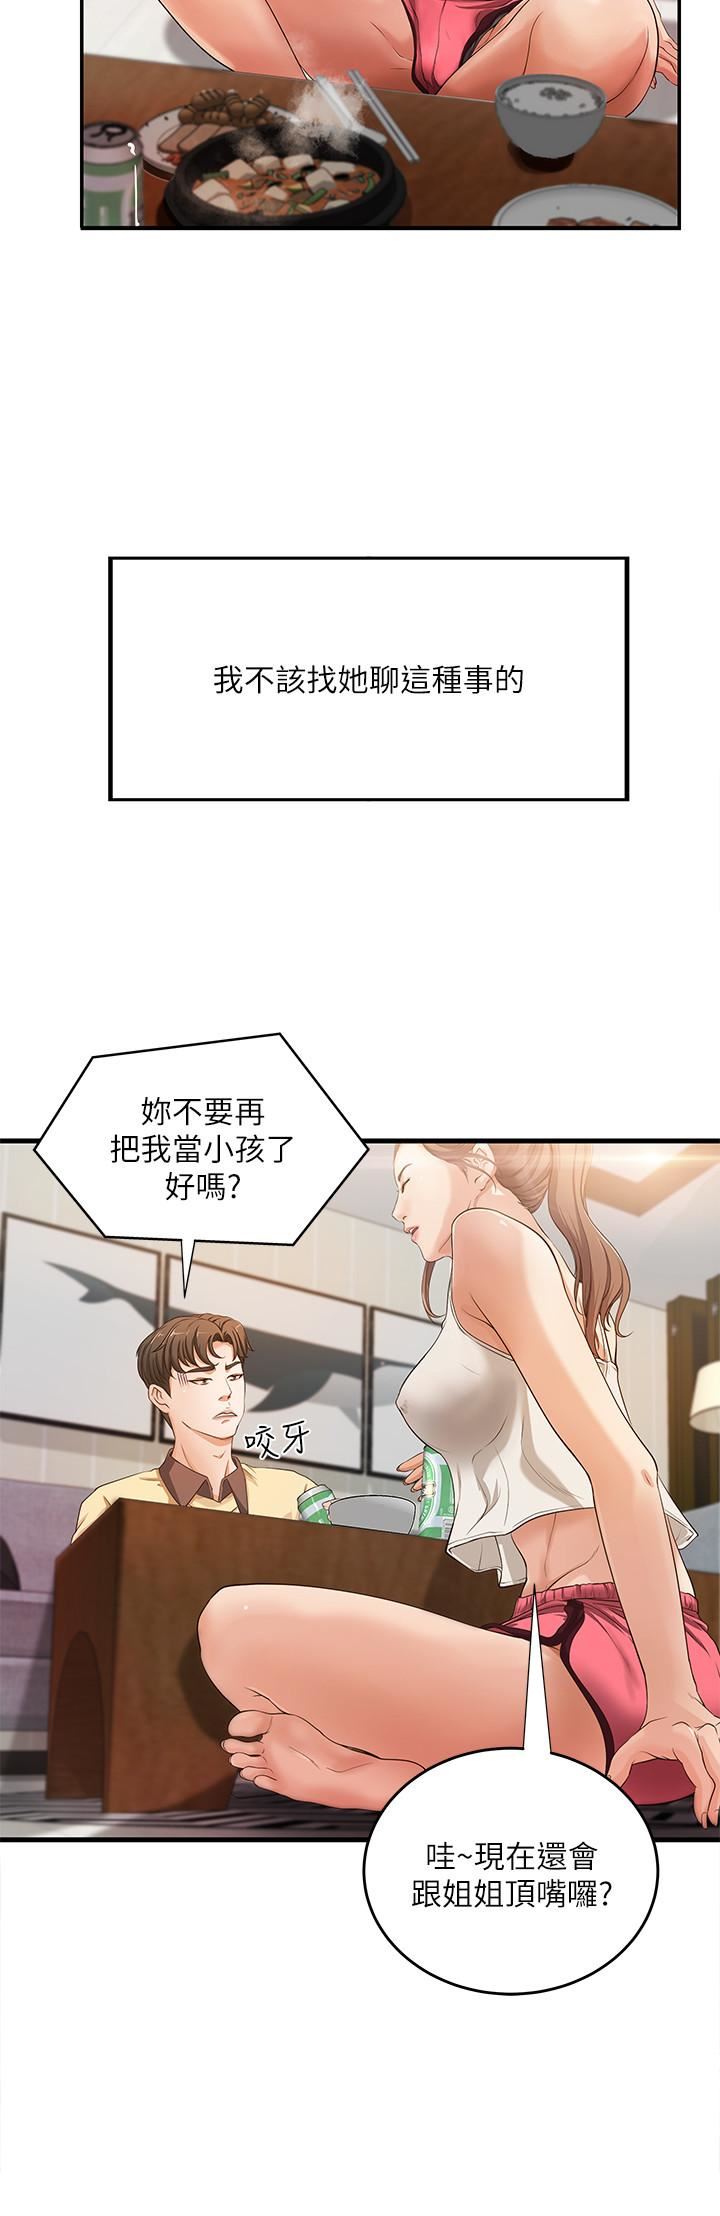 我不該找她聊這種事的
妳不要再
把我當小孩了
好嗎?
咬牙
哇~現在還會
跟姐姐頂嘴囉?